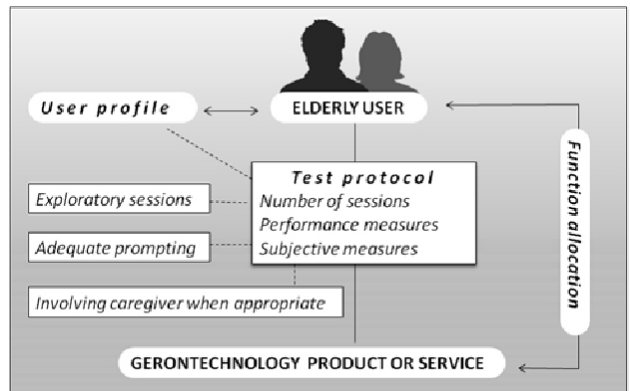 User profile
ELDERLY USER
Test protocol
Number of sessions
Performance measures
Subjective measures
Exploratory sessions
Adequate prompting
Involving caregiver when appropriate
Function allocation
GERONTECHNOLOGY PRODUCT OR SERVICE